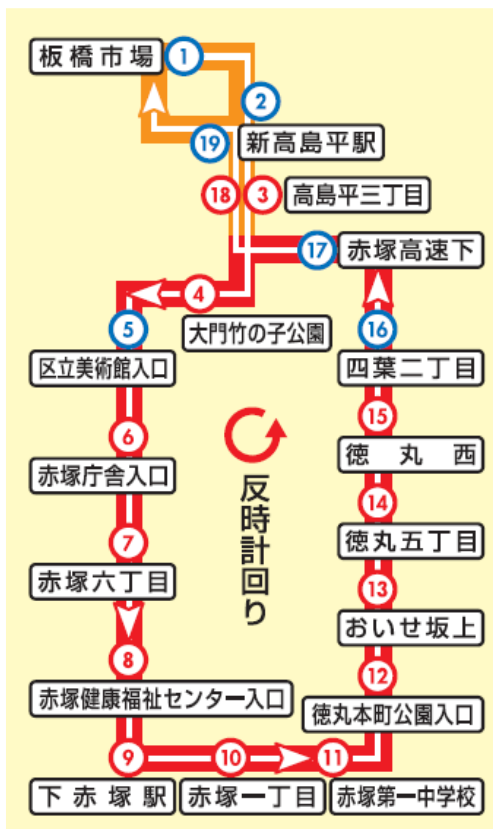 板橋市場
1
2
19
新高島平駅
18
3
高島平三丁目
17
赤塚高速下
4
大門竹の子公園
5
区立美術館入口
16
四葉二丁目
6
赤塚庁舎入口
15
徳丸西
7
赤塚六丁目
14
徳丸五丁目
反時計回り
13
おいせ坂上
8
赤塚健康福祉センター入口
12
徳丸本町公園入口
9
下赤塚駅
10
赤塚一丁目
11
赤塚第一中学校